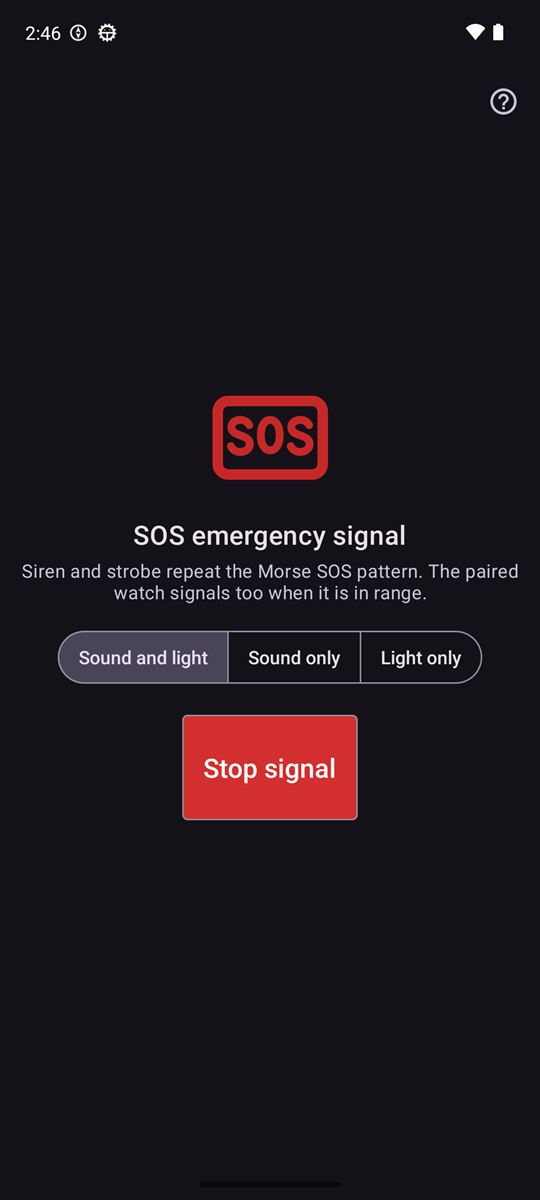 2:46
SOS
SOS emergency signal
Siren and strobe repeat the Morse SOS pattern. The paired
watch signals too when it is in range.
Sound and light
Sound only
Light only
Stop signal